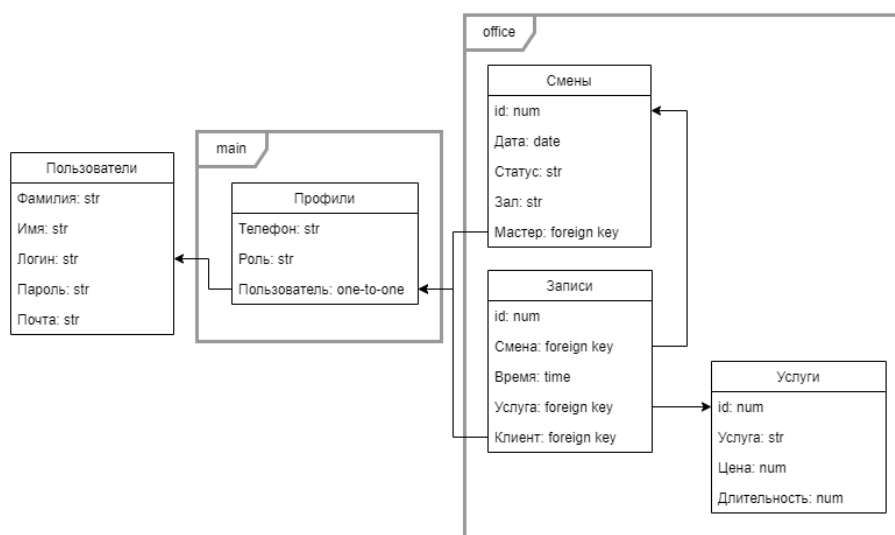 office
Смены
id: num
Дата: date
Статус: str
Зал: str
Мастер: foreign key
main
Пользователи
Фамилия: str
Имя: str
Логин: str
Пароль: str
Почта: str
Профили
Телефон: str
Роль: str
Пользователь: one-to-one
Записи
id: num
Смена: foreign key
Время: time
Услуга: foreign key
Клиент: foreign key
Услуги
id: num
Услуга: str
Цена: num
Длительность: num